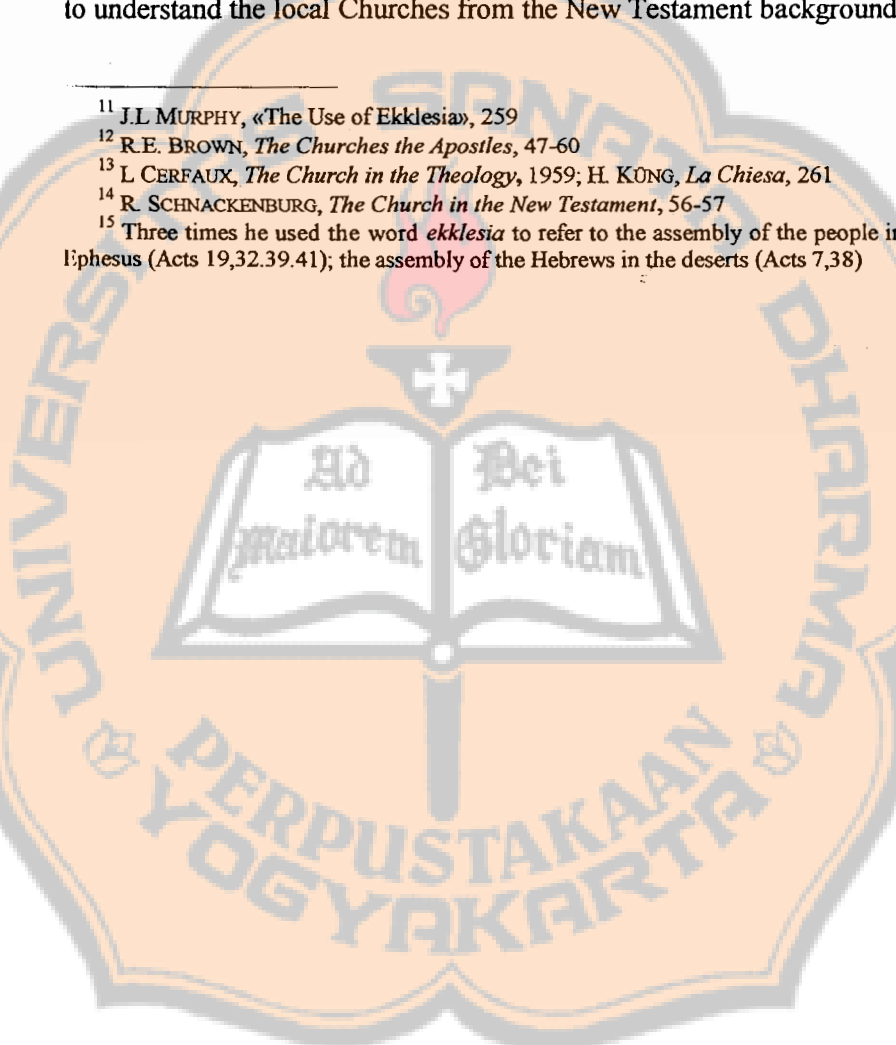 to understand the local Churches from the New Testament background
11 J.L MURPHY, «The Use of Ekklesia», 259
12 R.E. BROWN, The Churches the Apostles, 47-60
13 L CERFAUX, The Church in the Theology, 1959; H. KÜNG, La Chiesa, 261
14 R. SCHNACKENBURG, The Church in the New Testament, 56-57
15 Three times he used the word ekklesia to refer to the assembly of the people in
Ephesus (Acts 19,32.39.41); the assembly of the Hebrews in the deserts (Acts 7,38)
UNIVERSITAS SANATA DHARMA
Ad
maiorem
Dei
Gloriam
PERPUSTAKAAN
YOGYAKARTA